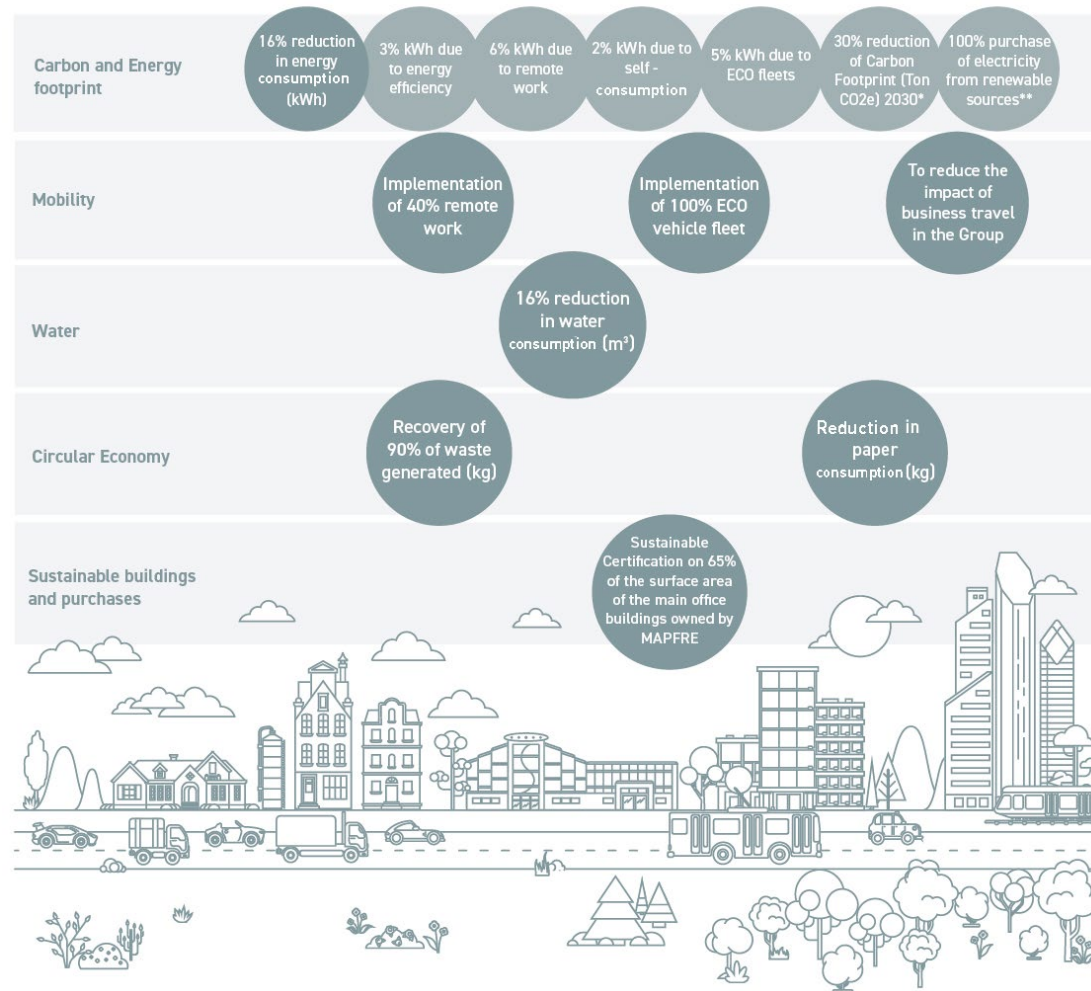 Carbon and Energy
footprint
16% reduction
in energy
consumption
(kWh)
3% kWh due
to energy
efficiency
6% kWh due
to remote
work
2% kWh due to
self -
consumption
5% kWh due to
ECO fleets
30% reduction
of Carbon
Footprint (Ton
CO2e) 2030*
100% purchase
of electricity
from renewable
sources**
Mobility
Implementation
of 40% remote
work
Implementation
of 100% ECO
vehicle fleet
To reduce the
impact of
business travel
in the Group
Water
16% reduction
in water
consumption (m³)
Circular Economy
Recovery of
90% of waste
generated (kg)
Reduction in
paper
consumption (kg)
Sustainable buildings
and purchases
Sustainable
Certification on 65%
of the surface area
of the main office
buildings owned by
MAPFRE